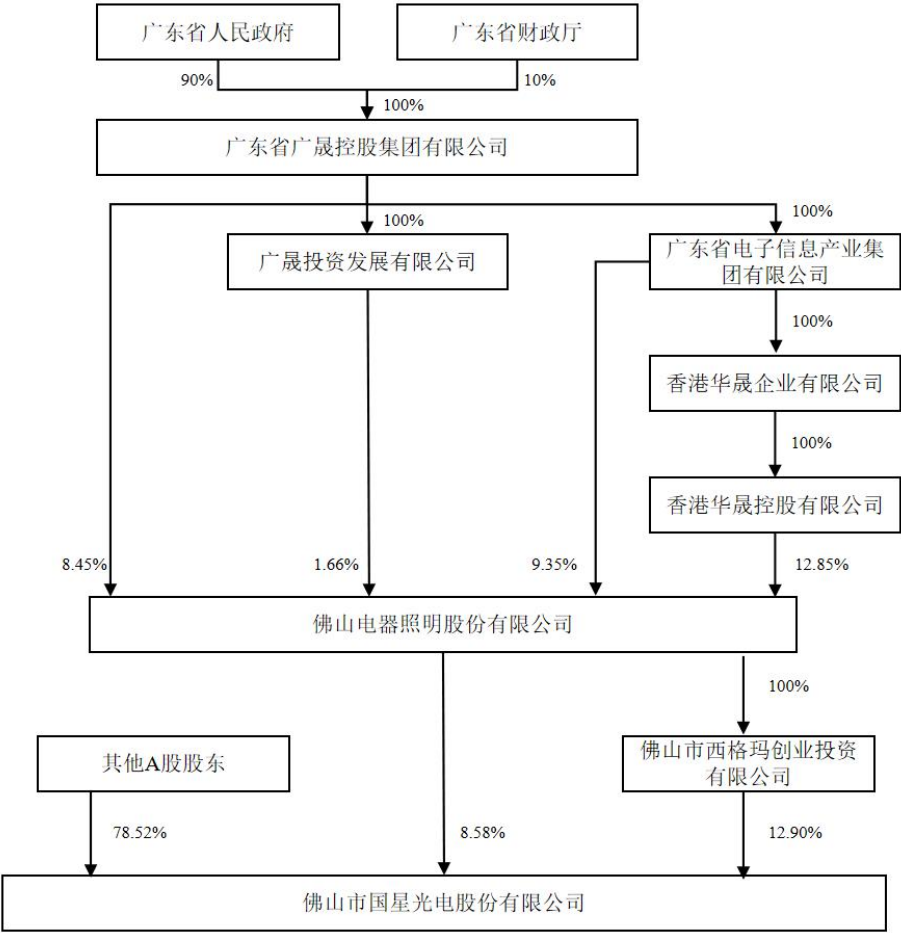 广东省人民政府
广东省财政厅
90%
10%
100%
广东省广晟控股集团有限公司
100%
100%
广晟投资发展有限公司
广东省电子信息产业集
团有限公司
100%
香港华晟企业有限公司
100%
香港华晟控股有限公司
8.45%
1.66%
9.35%
12.85%
佛山电器照明股份有限公司
100%
其他A股股东
佛山市西格玛创业投资
有限公司
78.52%
8.58%
12.90%
佛山市国星光电股份有限公司